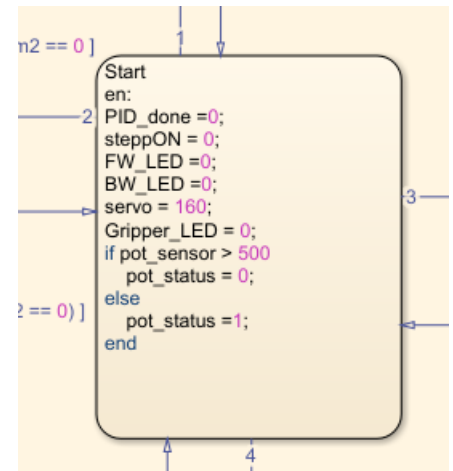 1
m2 == 0 ]
Start
en:
2
PID_done =0;
steppON = 0;
FW_LED =0;
BW_LED =0;
3
servo = 160;
Gripper_LED = 0;
if pot_sensor > 500
pot_status = 0;
else
2 == 0) ]
pot_status =1;
end
4